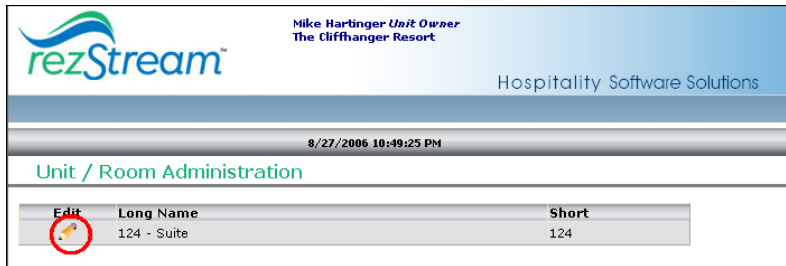 Mike Hartinger Unit Owner
The Cliffhanger Resort
rezStream™
Hospitality Software Solutions
8/27/2006 10:49:25 PM
Unit / Room Administration
Edit Long Name Short
124 - Suite 124